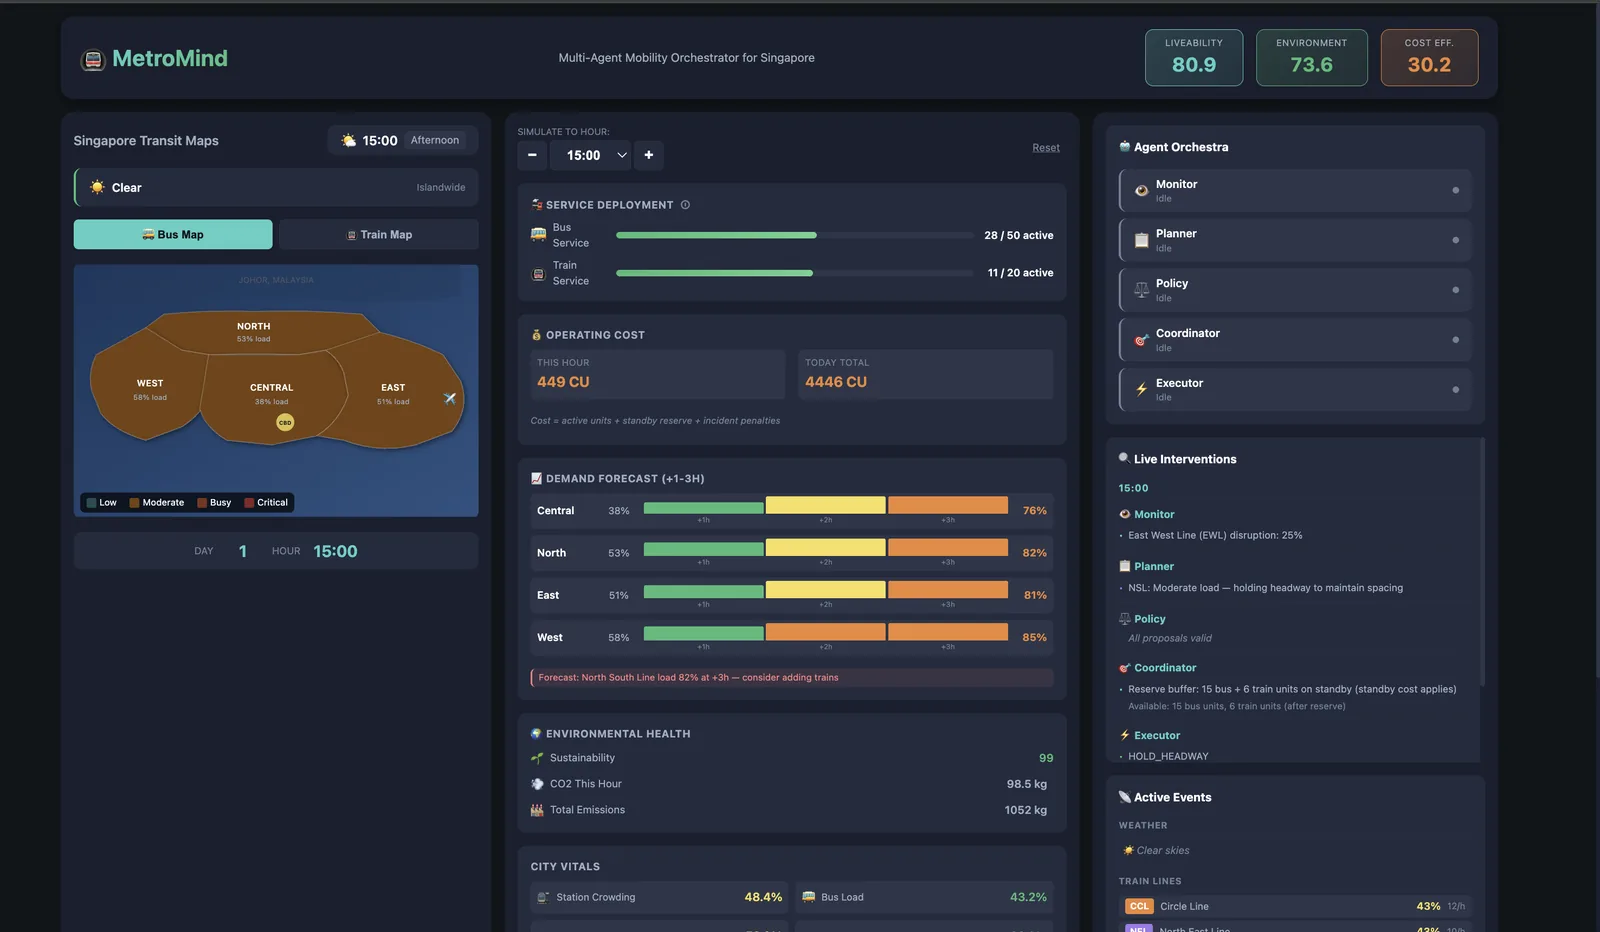 MetroMind
Multi-Agent Mobility Orchestrator for Singapore
LIVEABILITY
80.9
ENVIRONMENT
73.6
COST EFF.
30.2
Singapore Transit Maps
15:00 Afternoon
Clear
Islandwide
Bus Map
Train Map
JOHOR, MALAYSIA
NORTH
53% load
WEST
58% load
CENTRAL
38% load
EAST
51% load
CBD
Low Moderate Busy Critical
DAY 1 HOUR 15:00
SIMULATE TO HOUR:
− 15:00 +
Reset
SERVICE DEPLOYMENT
Bus
Service
28 / 50 active
Train
Service
11 / 20 active
OPERATING COST
THIS HOUR
449 CU
TODAY TOTAL
4446 CU
Cost = active units + standby reserve + incident penalties
DEMAND FORECAST (+1-3H)
Central 38% 76%
+1h +2h +3h
North 53% 82%
+1h +2h +3h
East 51% 81%
+1h +2h +3h
West 58% 85%
+1h +2h +3h
Forecast: North South Line load 82% at +3h — consider adding trains
ENVIRONMENTAL HEALTH
Sustainability 99
CO2 This Hour 98.5 kg
Total Emissions 1052 kg
CITY VITALS
Station Crowding 48.4%
Bus Load 43.2%
Agent Orchestra
Monitor
Idle
Planner
Idle
Policy
Idle
Coordinator
Idle
Executor
Idle
Live Interventions
15:00
Monitor
• East West Line (EWL) disruption: 25%
Planner
• NSL: Moderate load — holding headway to maintain spacing
Policy
All proposals valid
Coordinator
• Reserve buffer: 15 bus + 6 train units on standby (standby cost applies)
Available: 15 bus units, 6 train units (after reserve)
Executor
• HOLD_HEADWAY
Active Events
WEATHER
Clear skies
TRAIN LINES
CCL Circle Line 43% 12/h
NEL North East Line 43%